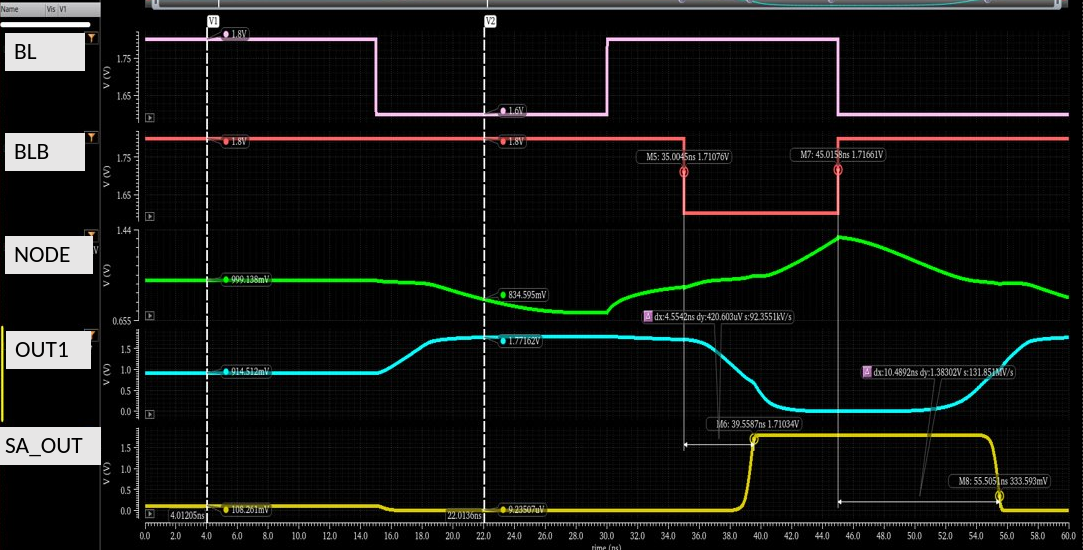 Name Vis V1
V1 V2
BL
V (V)
1.75
1.65
1.8V
1.6V
BLB
V (V)
1.75
1.65
1.8V
1.8V
M5: 35.0045ns 1.71076V
M7: 45.0158ns 1.71661V
NODE
V
V (V)
1.44
0.655
999.138mV
834.595mV
dx:4.5542ns dy:420.603uV s:92.3551kV/s
OUT1
V (V)
1.5
1.0
0.5
0.0
914.512mV
1.77162V
dx:10.4892ns dy:1.38302V s:131.851MV/s
SA_OUT
V (V)
1.5
1.0
0.5
0.0
M6: 39.5587ns 1.71034V
M8: 55.5051ns 333.593mV
108.261mV
9.23507uV
4.01205ns
22.0136ns
0.0 2.0 4.0 6.0 8.0 10.0 12.0 14.0 16.0 18.0 20.0 22.0 24.0 26.0 28.0 30.0 32.0 34.0 36.0 38.0 40.0 42.0 44.0 46.0 48.0 50.0 52.0 54.0 56.0 58.0 60.0
time (ns)